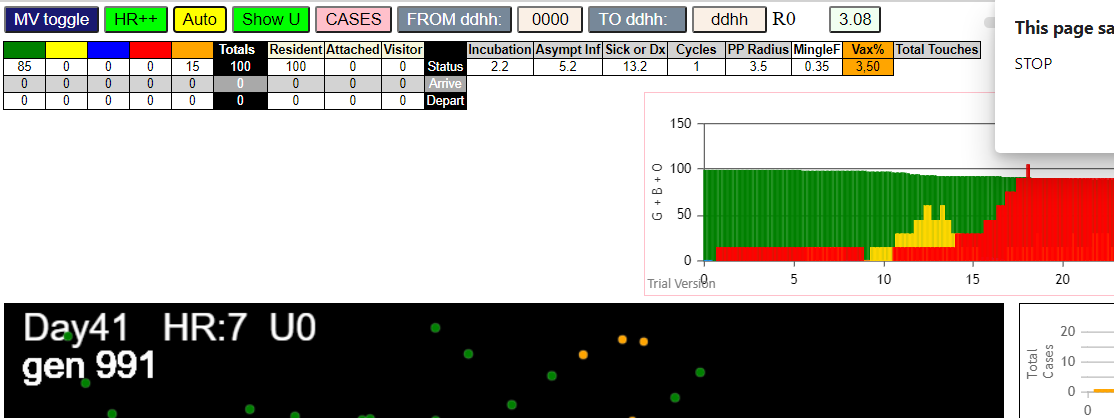 MV toggle HR++ Auto Show U CASES FROM ddhh: 0000 TO ddhh: ddhh R0 3.08
This page sa
STOP
Totals Resident Attached Visitor Incubation Asympt Inf Sick or Dx Cycles PP Radius MingleF Vax% Total Touches
85 0 0 0 15 100 100 0 0 Status 2.2 5.2 13.2 1 3.5 0.35 3,50
0 0 0 0 0 0 0 0 0 Arrive
0 0 0 0 0 0 0 0 0 Depart
150
100
50
0
G + B + O
0 5 10 15 20
Trial Version
Day41 HR:7 U0
gen 991
Total
Cases
20
10
0
0